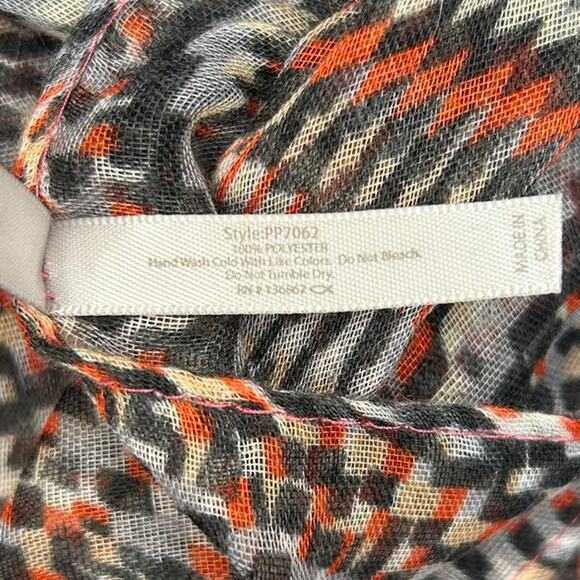 Style:PP7062
100% POLYESTER
Hand Wash Cold With Like Colors. Do Not Bleach.
Do Not Tumble Dry.
RN # 136862
MADE IN
CHINA